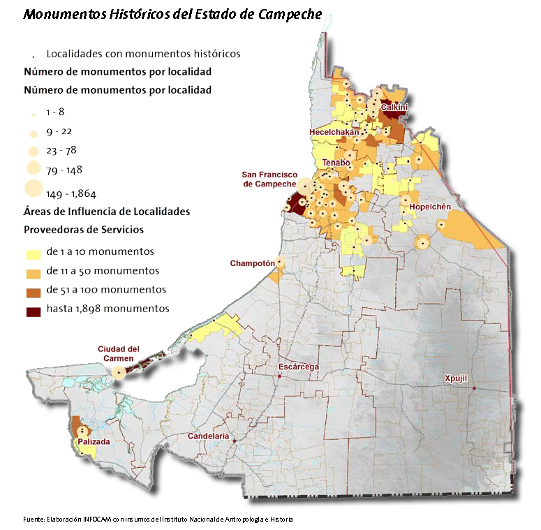 Monumentos Históricos del Estado de Campeche
Localidades con monumentos históricos
Número de monumentos por localidad
Número de monumentos por localidad
1 - 8
9 - 22
23 - 78
79 - 148
149 - 1,864
Áreas de Influencia de Localidades
Proveedoras de Servicios
de 1 a 10 monumentos
de 11 a 50 monumentos
de 51 a 100 monumentos
hasta 1,898 monumentos
Calkiní
Hecelchakán
Tenabo
San Francisco
de Campeche
Hopelchén
Champotón
Ciudad del
Carmen
Escárcega
Xpujil
Palizada
Candelaria
Fuente: Elaboración INFOCAM con insumos del Instituto Nacional de Antropología e Historia